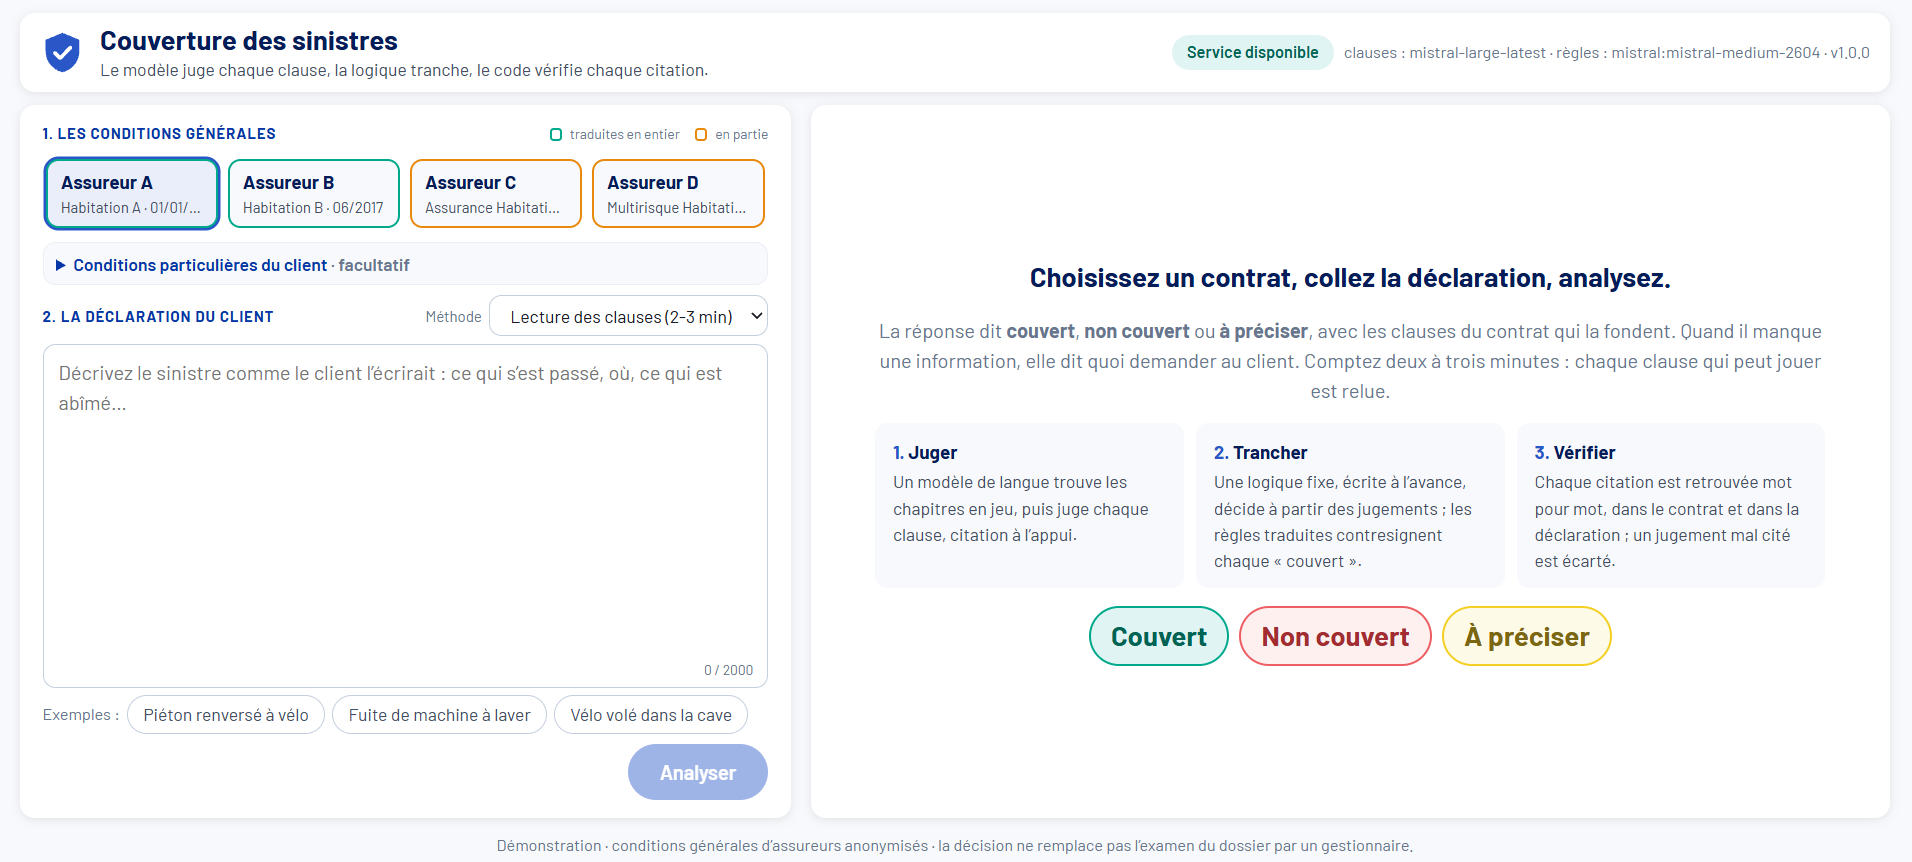 Couverture des sinistres
Le modèle juge chaque clause, la logique tranche, le code vérifie chaque citation.
Service disponible
clauses : mistral-large-latest · règles : mistral:mistral-medium-2604 · v1.0.0
1. LES CONDITIONS GÉNÉRALES
traduites en entier
en partie
Assureur A
Habitation A · 01/01/...
Assureur B
Habitation B · 06/2017
Assureur C
Assurance Habitati...
Assureur D
Multirisque Habitati...
Conditions particulières du client · facultatif
2. LA DÉCLARATION DU CLIENT
Méthode
Lecture des clauses (2-3 min)
Décrivez le sinistre comme le client l’écrirait : ce qui s’est passé, où, ce qui est
abîmé…
0 / 2000
Exemples :
Piéton renversé à vélo
Fuite de machine à laver
Vélo volé dans la cave
Analyser
Choisissez un contrat, collez la déclaration, analysez.
La réponse dit couvert, non couvert ou à préciser, avec les clauses du contrat qui la fondent. Quand il manque
une information, elle dit quoi demander au client. Comptez deux à trois minutes : chaque clause qui peut jouer
est relue.
1. Juger
Un modèle de langue trouve les
chapitres en jeu, puis juge chaque
clause, citation à l’appui.
2. Trancher
Une logique fixe, écrite à l’avance,
décide à partir des jugements ; les
règles traduites contresignent
chaque « couvert ».
3. Vérifier
Chaque citation est retrouvée mot
pour mot, dans le contrat et dans la
déclaration ; un jugement mal cité
est écarté.
Couvert
Non couvert
À préciser
Démonstration · conditions générales d’assureurs anonymisés · la décision ne remplace pas l’examen du dossier par un gestionnaire.